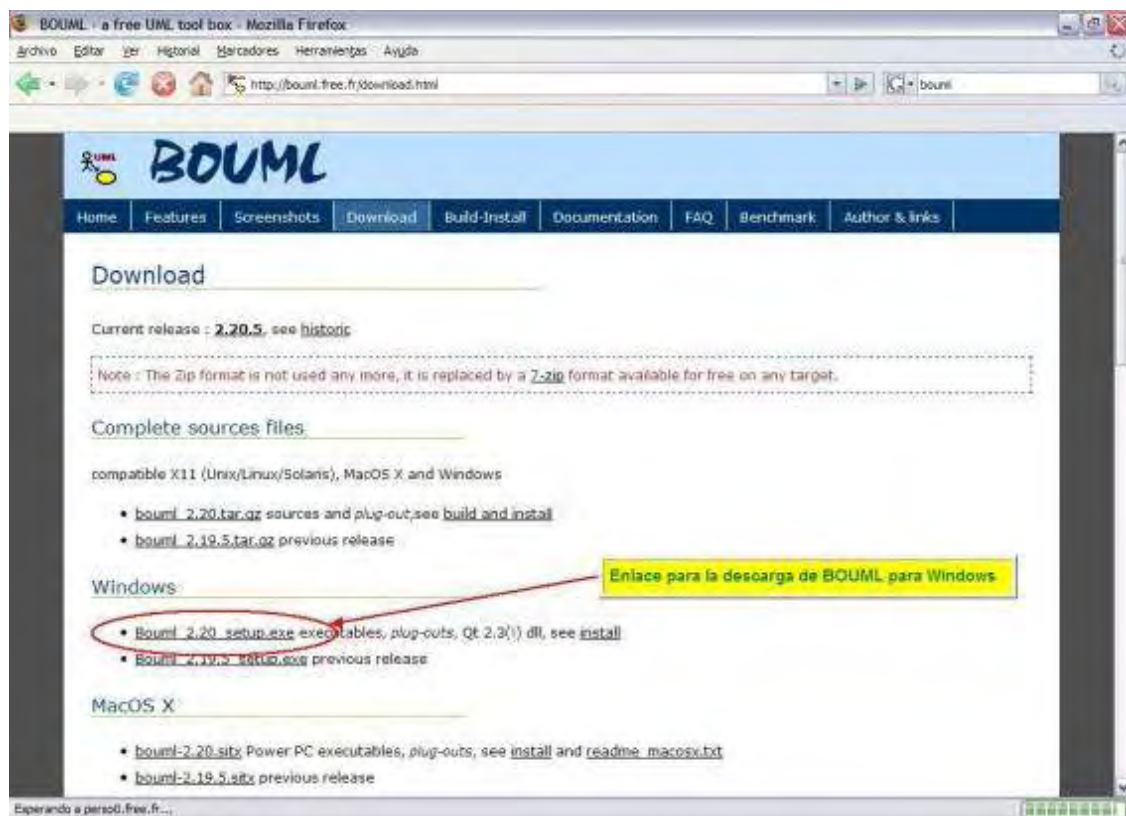 BOUML - a free UML tool box - Mozilla Firefox
Archivo Editar Ver Historial Marcadores Herramientas Ayuda
http://bouml.free.fr/download.html
bouml
UML
BOUML
Home Features Screenshots Download Build-Install Documentation FAQ Benchmark Author & links
Download
Current release : 2.20.5, see historic
Note : The Zip format is not used any more, it is replaced by a 7-zip format available for free on any target.
Complete sources files
compatible X11 (Unix/Linux/Solaris), MacOS X and Windows
• bouml_2.20.tar.gz sources and plug-out,see build and install
• bouml_2.19.5.tar.gz previous release
Enlace para la descarga de BOUML para Windows
Windows
• Bouml_2.20_setup.exe executables, plug-outs, Qt 2.3(!) dll, see install
• Bouml_2.19.5_setup.exe previous release
MacOS X
• bouml-2.20.sitx Power PC executables, plug-outs, see install and readme_macosx.txt
• bouml-2.19.5.sitx previous release
Esperando a perso0.free.fr...